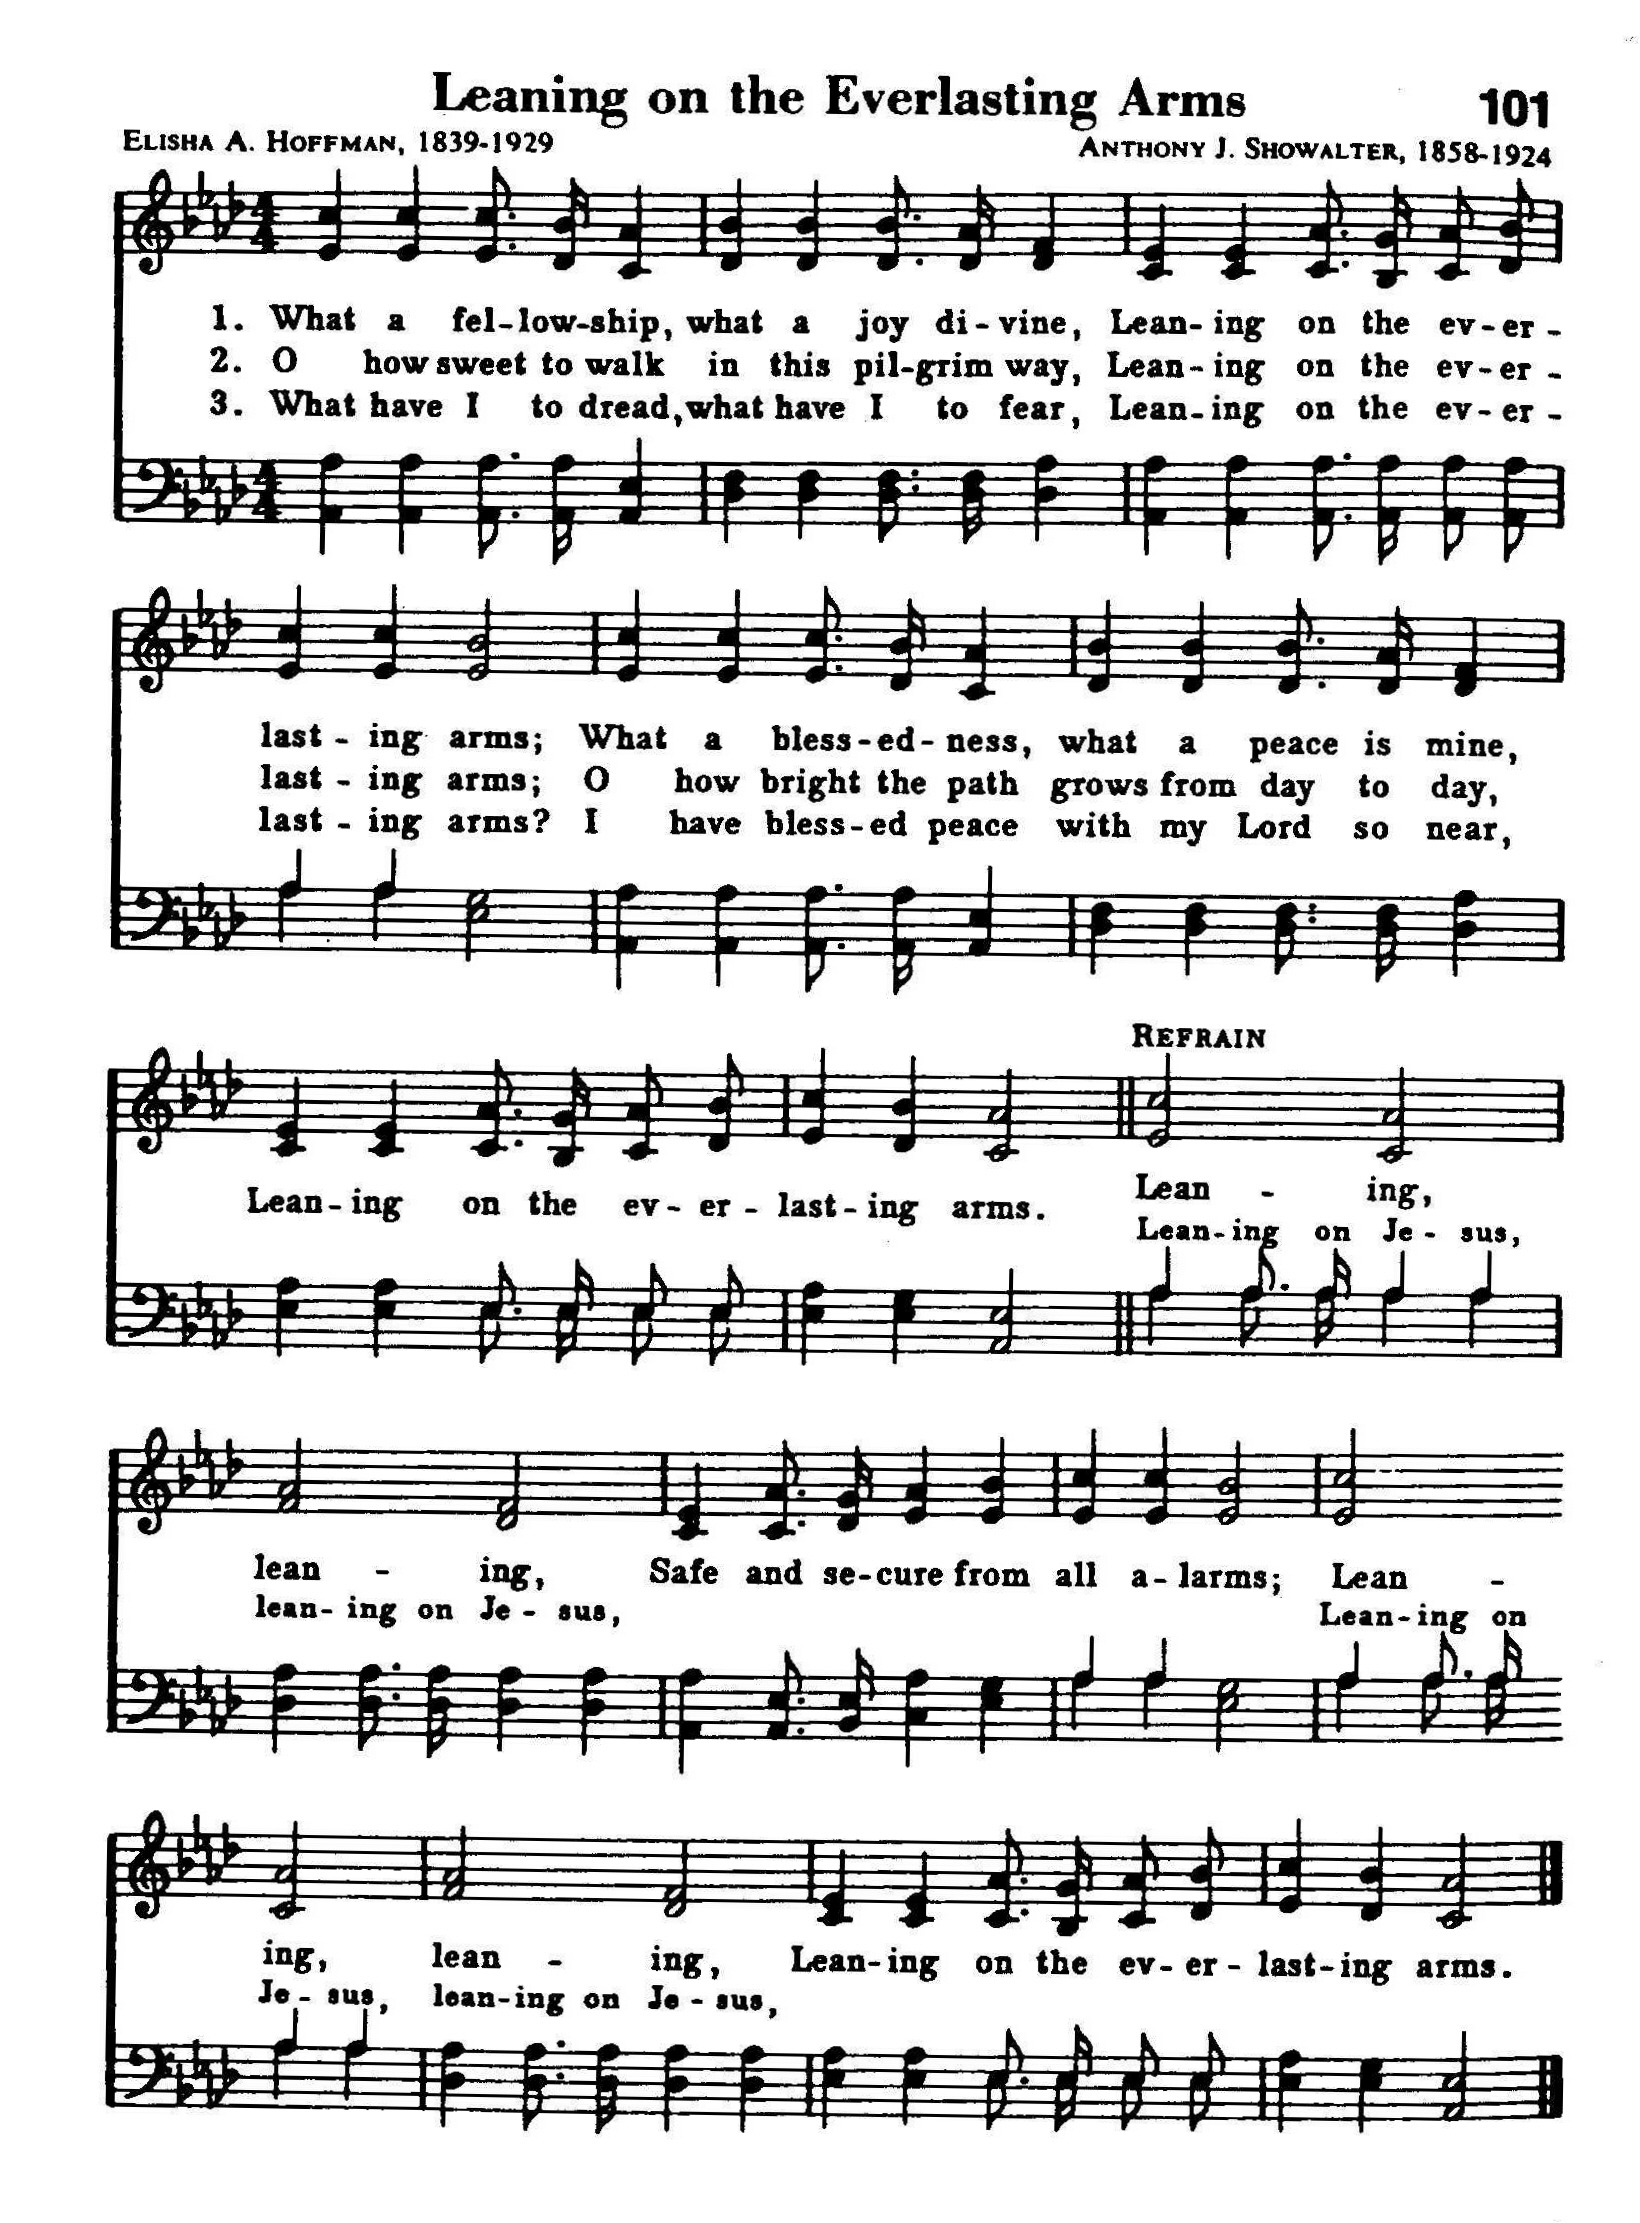 Leaning on the Everlasting Arms 101
ELISHA A. HOFFMAN, 1839-1929 ANTHONY J. SHOWALTER, 1858-1924
1. What a fel-low-ship, what a joy di-vine, Lean-ing on the ev-er-
2. O how sweet to walk in this pil-grim way, Lean-ing on the ev-er-
3. What have I to dread, what have I to fear, Lean-ing on the ev-er-
last-ing arms; What a bless-ed-ness, what a peace is mine,
last-ing arms; O how bright the path grows from day to day,
last-ing arms? I have bless-ed peace with my Lord so near,
REFRAIN
Lean-ing on the ev-er-last-ing arms. Lean-ing,
Lean-ing on Je-sus,
lean-ing, Safe and se-cure from all a-larms; Lean-
lean-ing on Je-sus, Lean-ing on
ing, lean-ing, Lean-ing on the ev-er-last-ing arms.
Je-sus, lean-ing on Je-sus,